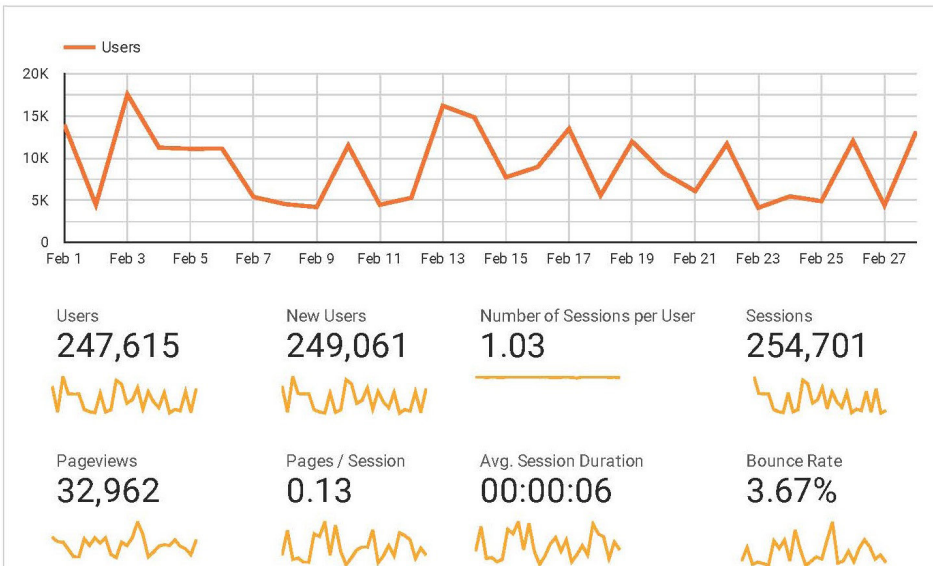 Users
20K
15K
10K
5K
0
Feb 1 Feb 3 Feb 5 Feb 7 Feb 9 Feb 11 Feb 13 Feb 15 Feb 17 Feb 19 Feb 21 Feb 23 Feb 25 Feb 27
Users New Users Number of Sessions per User Sessions
247,615 249,061 1.03 254,701
Pageviews Pages / Session Avg. Session Duration Bounce Rate
32,962 0.13 00:00:06 3.67%